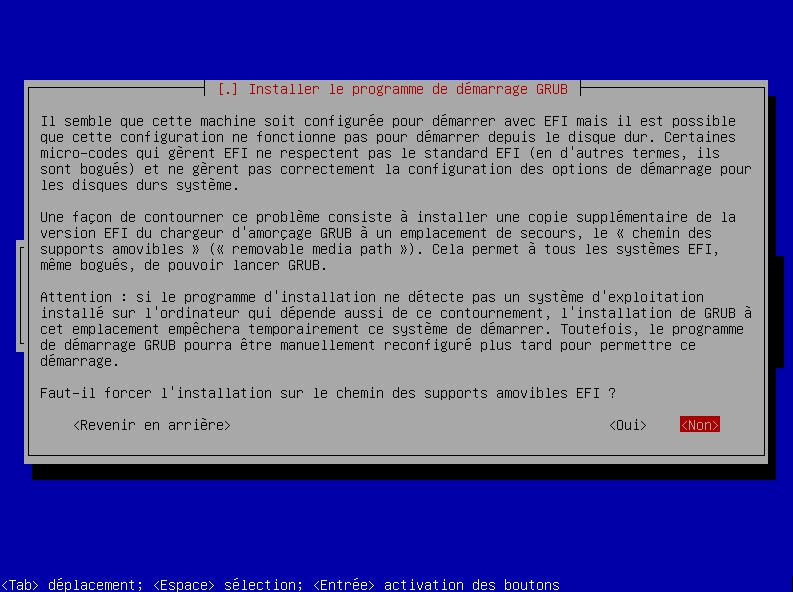 [.] Installer le programme de démarrage GRUB
Il semble que cette machine soit configurée pour démarrer avec EFI mais il est possible
que cette configuration ne fonctionne pas pour démarrer depuis le disque dur. Certaines
micro-codes qui gèrent EFI ne respectent pas le standard EFI (en d'autres termes, ils
sont bogués) et ne gèrent pas correctement la configuration des options de démarrage pour
les disques durs système.
Une façon de contourner ce problème consiste à installer une copie supplémentaire de la
version EFI du chargeur d'amorçage GRUB à un emplacement de secours, le « chemin des
supports amovibles » (« removable media path »). Cela permet à tous les systèmes EFI,
même bogués, de pouvoir lancer GRUB.
Attention : si le programme d'installation ne détecte pas un système d'exploitation
installé sur l'ordinateur qui dépende aussi de ce contournement, l'installation de GRUB à
cet emplacement empêchera temporairement ce système de démarrer. Toutefois, le programme
de démarrage GRUB pourra être manuellement reconfiguré plus tard pour permettre ce
démarrage.
Faut-il forcer l'installation sur le chemin des supports amovibles EFI ?
<Revenir en arrière> <Oui> <Non>
<Tab> déplacement; <Espace> sélection; <Entrée> activation des boutons